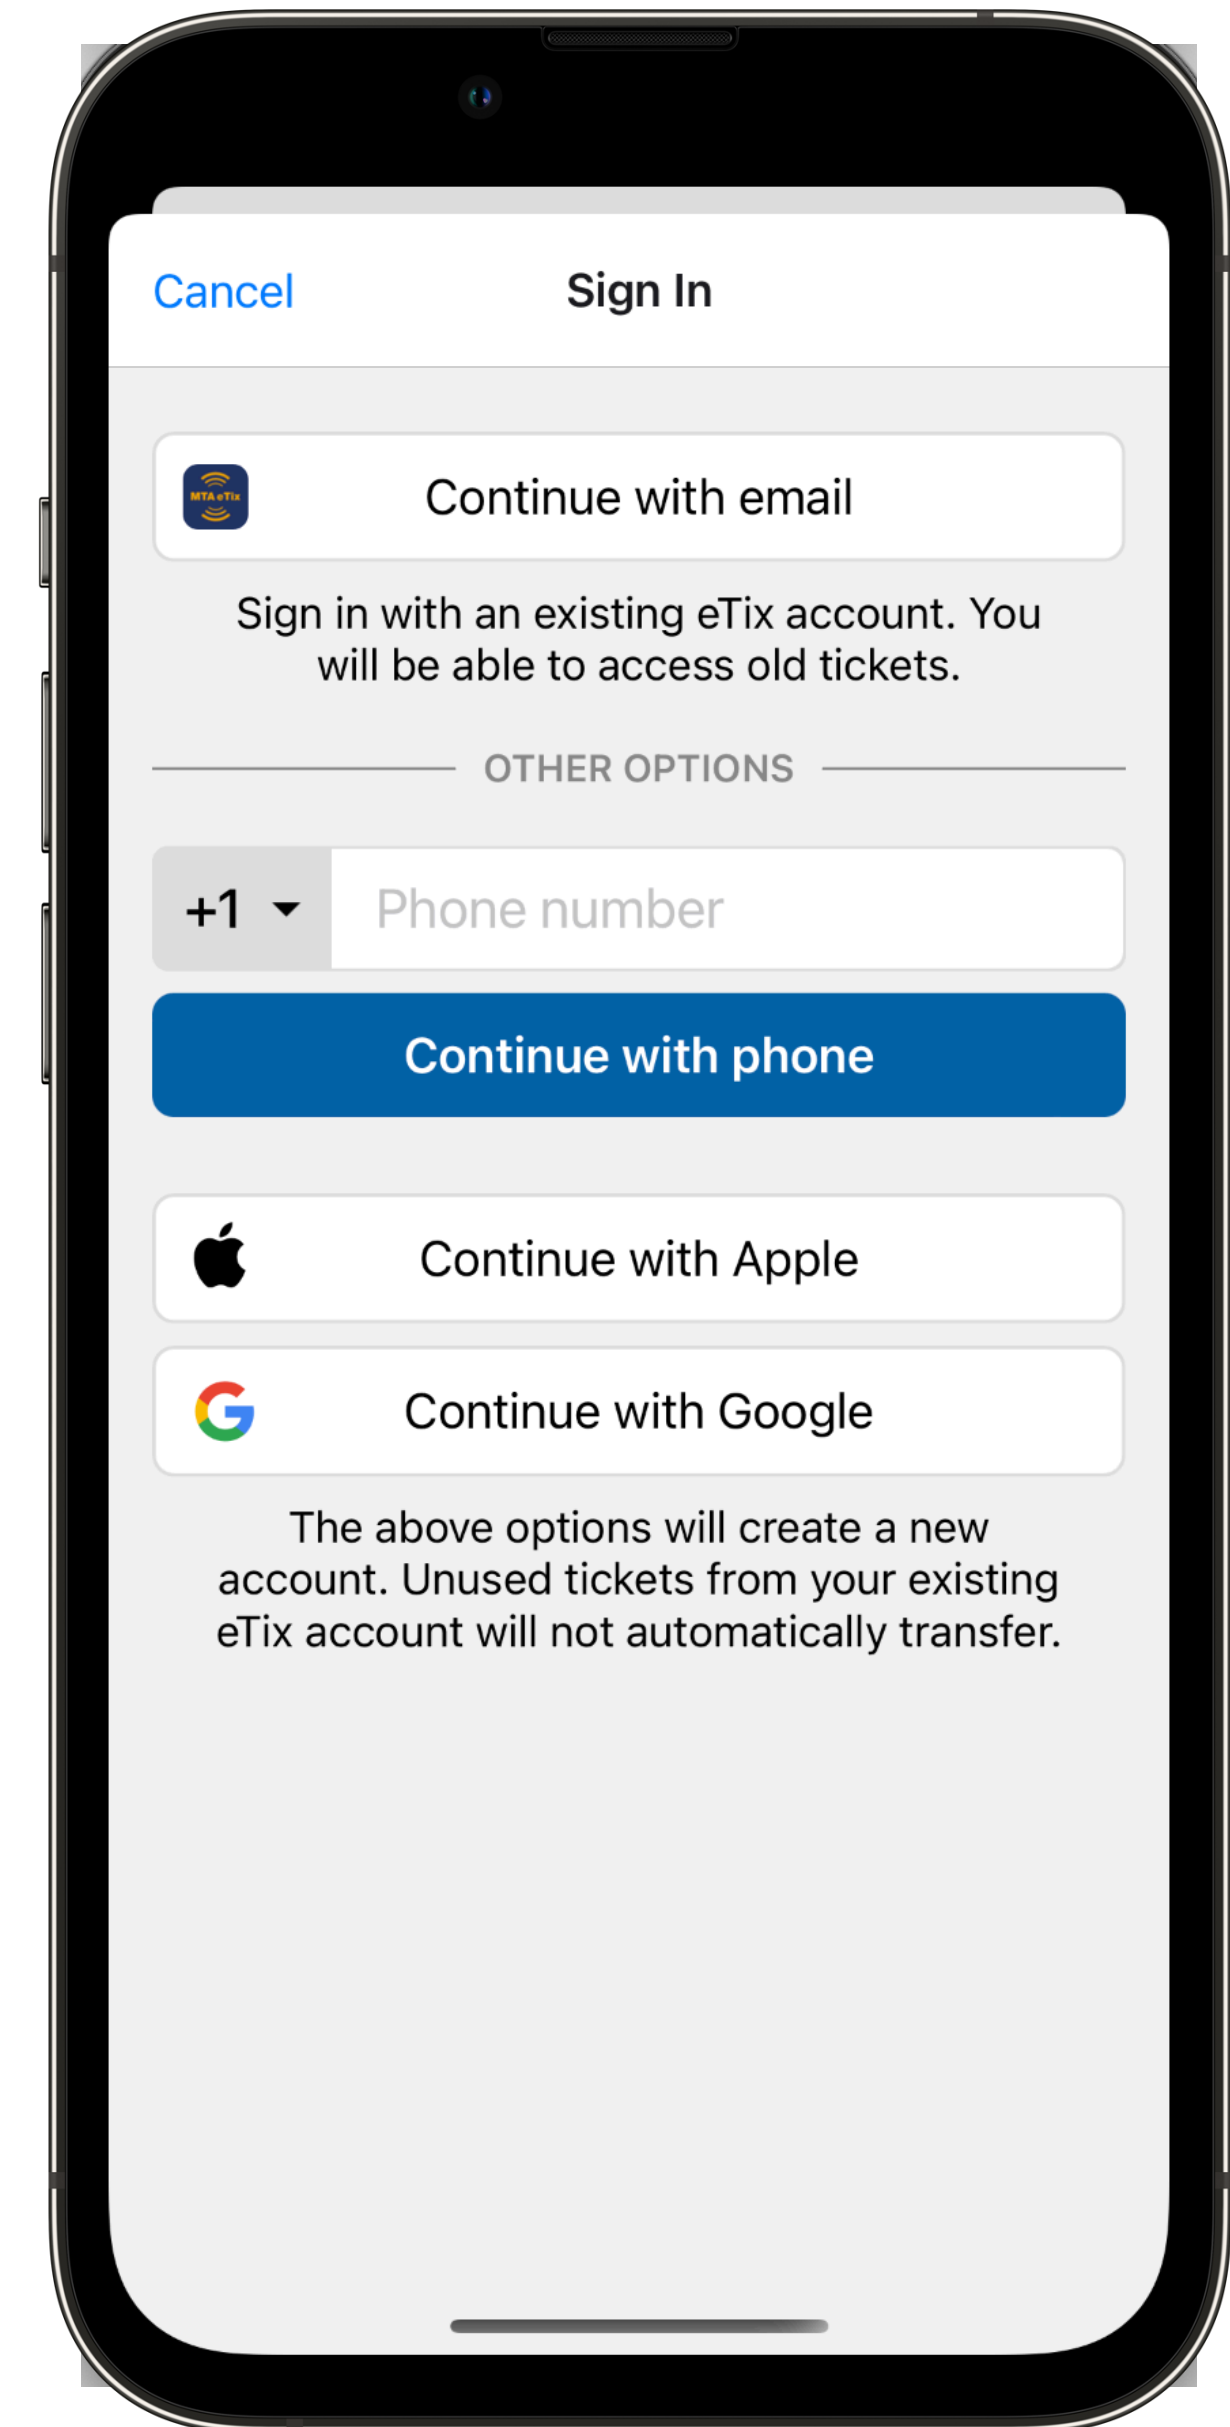 Cancel
Sign In
MTA eTix
Continue with email
Sign in with an existing eTix account. You
will be able to access old tickets.
OTHER OPTIONS
+1
Phone number
Continue with phone
Continue with Apple
Continue with Google
The above options will create a new
account. Unused tickets from your existing
eTix account will not automatically transfer.